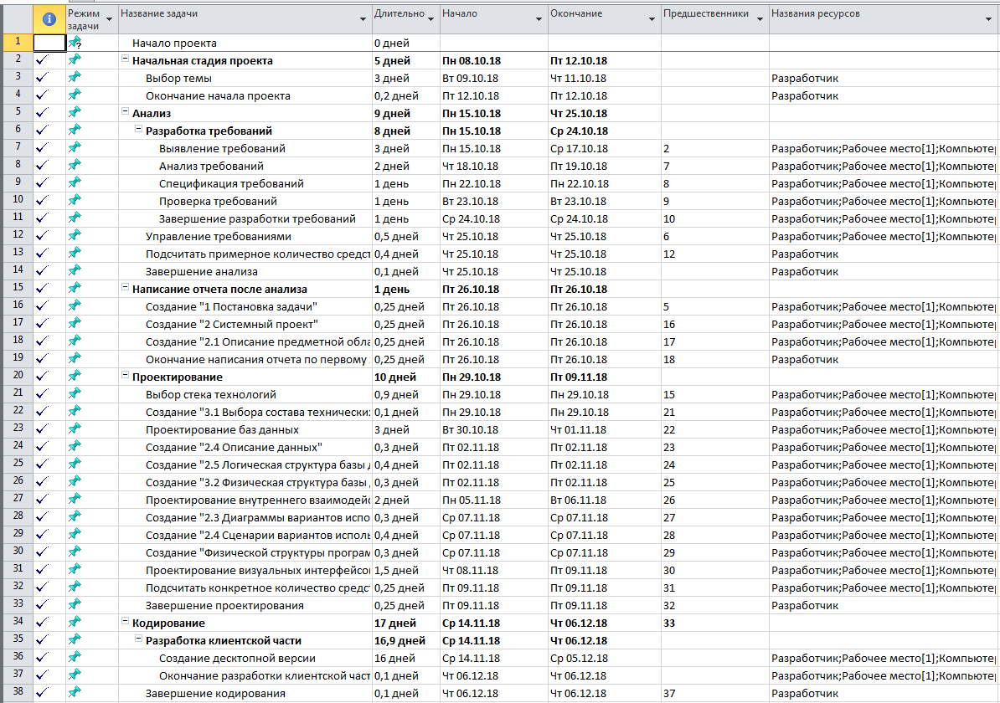 Режим задачи Название задачи Длительно Начало Окончание Предшественники Названия ресурсов
1 Начало проекта 0 дней
2 Начальная стадия проекта 5 дней Пн 08.10.18 Пт 12.10.18
3 Выбор темы 3 дней Вт 09.10.18 Чт 11.10.18 Разработчик
4 Окончание начала проекта 0,2 дней Пт 12.10.18 Пт 12.10.18 Разработчик
5 Анализ 9 дней Пн 15.10.18 Чт 25.10.18
6 Разработка требований 8 дней Пн 15.10.18 Ср 24.10.18
7 Выявление требований 3 дней Пн 15.10.18 Ср 17.10.18 2 Разработчик;Рабочее место[1];Компьютер
8 Анализ требований 2 дней Чт 18.10.18 Пт 19.10.18 7 Разработчик;Рабочее место[1];Компьютер
9 Спецификация требований 1 день Пн 22.10.18 Пн 22.10.18 8 Разработчик;Рабочее место[1];Компьютер
10 Проверка требований 1 день Вт 23.10.18 Вт 23.10.18 9 Разработчик;Рабочее место[1];Компьютер
11 Завершение разработки требований 1 день Ср 24.10.18 Ср 24.10.18 10 Разработчик;Рабочее место[1];Компьютер
12 Управление требованиями 0,5 дней Чт 25.10.18 Чт 25.10.18 6 Разработчик;Рабочее место[1];Компьютер
13 Подсчитать примерное количество средст 0,4 дней Чт 25.10.18 Чт 25.10.18 12 Разработчик
14 Завершение анализа 0,1 дней Чт 25.10.18 Чт 25.10.18 Разработчик
15 Написание отчета после анализа 1 день Пт 26.10.18 Пт 26.10.18
16 Создание "1 Постановка задачи" 0,25 дней Пт 26.10.18 Пт 26.10.18 5 Разработчик;Рабочее место[1];Компьютер
17 Создание "2 Системный проект" 0,25 дней Пт 26.10.18 Пт 26.10.18 16 Разработчик;Рабочее место[1];Компьютер
18 Создание "2.1 Описание предметной обла 0,25 дней Пт 26.10.18 Пт 26.10.18 17 Разработчик;Рабочее место[1];Компьютер
19 Окончание написания отчета по первому 0,25 дней Пт 26.10.18 Пт 26.10.18 18 Разработчик
20 Проектирование 10 дней Пн 29.10.18 Пт 09.11.18
21 Выбор стека технологий 0,9 дней Пн 29.10.18 Пн 29.10.18 15 Разработчик;Рабочее место[1];Компьютер
22 Создание "3.1 Выбора состава технически 0,1 дней Пн 29.10.18 Пн 29.10.18 21 Разработчик;Рабочее место[1];Компьютер
23 Проектирование баз данных 3 дней Вт 30.10.18 Чт 01.11.18 22 Разработчик;Рабочее место[1];Компьютер
24 Создание "2.4 Описание данных" 0,3 дней Пт 02.11.18 Пт 02.11.18 23 Разработчик;Рабочее место[1];Компьютер
25 Создание "2.5 Логическая структура базы 0,4 дней Пт 02.11.18 Пт 02.11.18 24 Разработчик;Рабочее место[1];Компьютер
26 Создание "3.2 Физическая структура базы 0,3 дней Пт 02.11.18 Пт 02.11.18 25 Разработчик;Рабочее место[1];Компьютер
27 Проектирование внутреннего взаимодейс 2 дней Пн 05.11.18 Вт 06.11.18 26 Разработчик;Рабочее место[1];Компьютер
28 Создание "2.3 Диаграммы вариантов испо 0,3 дней Ср 07.11.18 Ср 07.11.18 27 Разработчик;Рабочее место[1];Компьютер
29 Создание "2.4 Сценарии вариантов исполь 0,4 дней Ср 07.11.18 Ср 07.11.18 28 Разработчик;Рабочее место[1];Компьютер
30 Создание "Физической структуры програм 0,3 дней Ср 07.11.18 Ср 07.11.18 29 Разработчик;Рабочее место[1];Компьютер
31 Проектирование визуальных интерфейсо 1,5 дней Чт 08.11.18 Пт 09.11.18 30 Разработчик;Рабочее место[1];Компьютер
32 Подсчитать конкретное количество средст 0,25 дней Пт 09.11.18 Пт 09.11.18 31 Разработчик;Рабочее место[1];Компьютер
33 Завершение проектирования 0,25 дней Пт 09.11.18 Пт 09.11.18 32 Разработчик
34 Кодирование 17 дней Ср 14.11.18 Чт 06.12.18 33
35 Разработка клиентской части 16,9 дней Ср 14.11.18 Чт 06.12.18
36 Создание десктопной версии 16 дней Ср 14.11.18 Ср 05.12.18 Разработчик;Рабочее место[1];Компьютер
37 Окончание разработки клиентской част 0,1 дней Чт 06.12.18 Чт 06.12.18 Разработчик;Рабочее место[1];Компьютер
38 Завершение кодирования 0,1 дней Чт 06.12.18 Чт 06.12.18 37 Разработчик